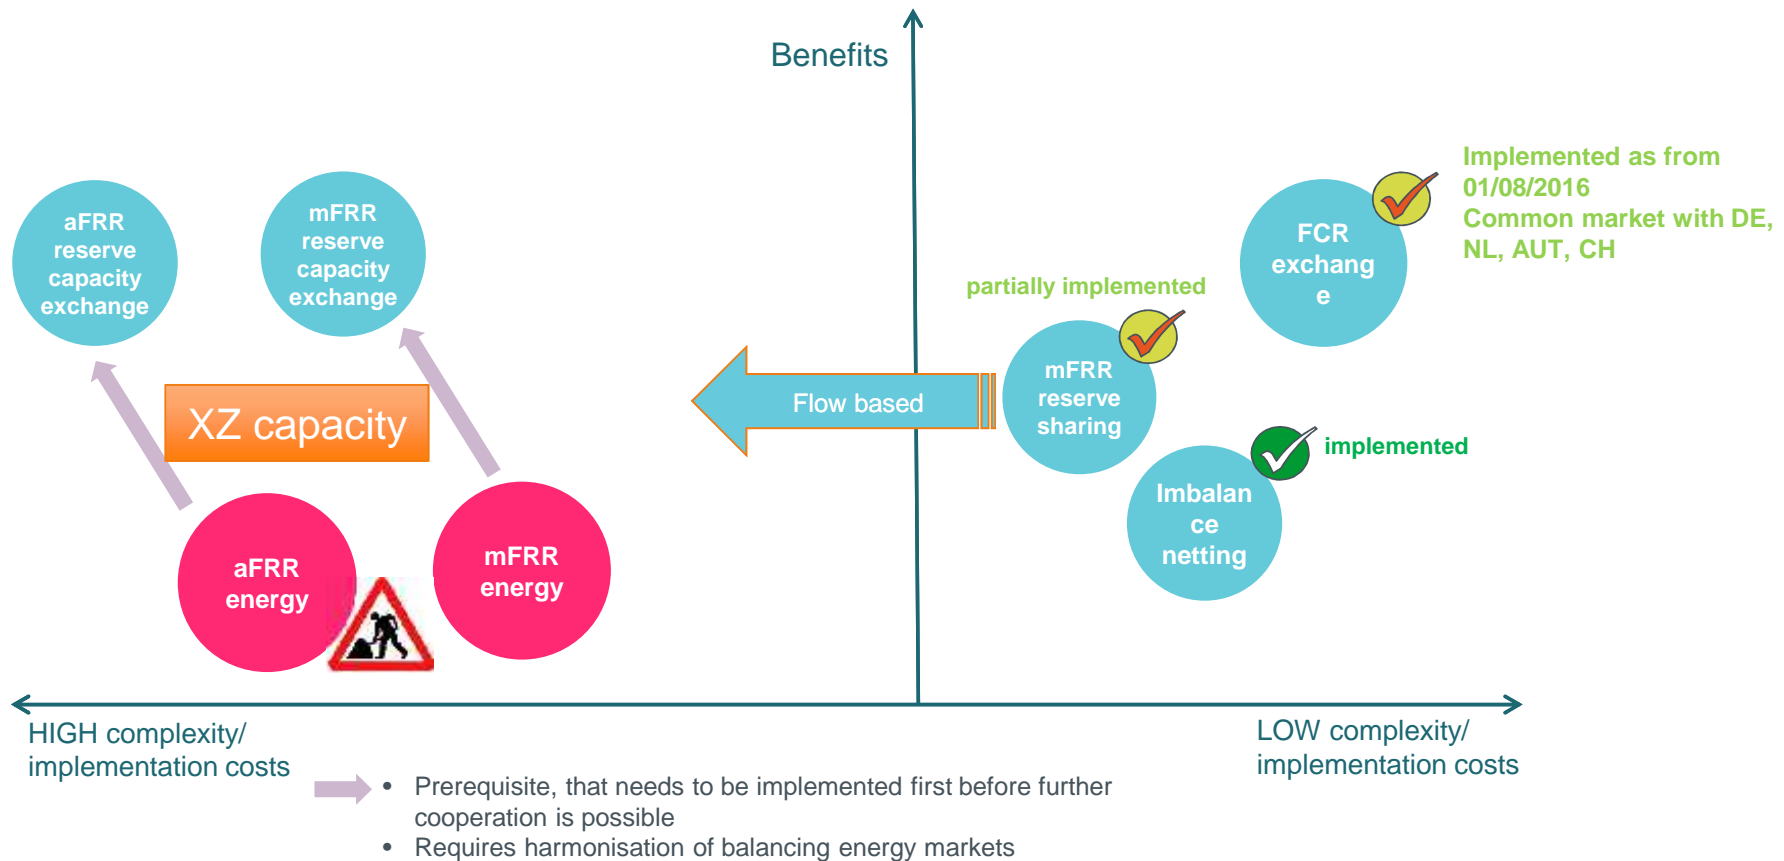 Benefits
Implemented as from
01/08/2016
Common market with DE,
NL, AUT, CH
aFRR
reserve
capacity
exchange
mFRR
reserve
capacity
exchange
FCR
exchang
e
partially implemented
mFRR
reserve
sharing
Flow based
XZ capacity
implemented
Imbalan
ce
netting
aFRR
energy
mFRR
energy
HIGH complexity/
implementation costs
LOW complexity/
implementation costs
• Prerequisite, that needs to be implemented first before further
cooperation is possible
• Requires harmonisation of balancing energy markets